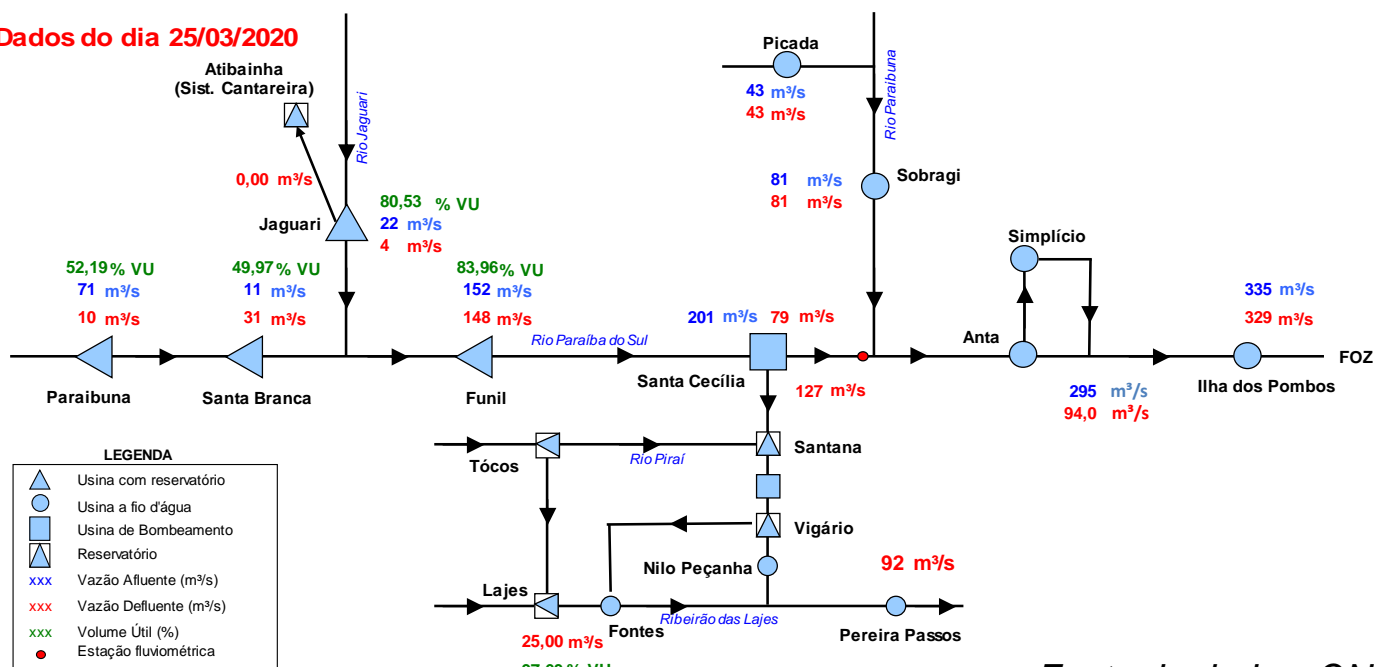 Dados do dia 25/03/2020
Atibainha
(Sist. Cantareira)
Rio Jaguari
0,00 m³/s
Jaguari
80,53 % VU
22 m³/s
4 m³/s
Picada
43 m³/s
43 m³/s
Rio Paraibuna
Sobragi
81 m³/s
81 m³/s
52,19 % VU
71 m³/s
10 m³/s
Paraibuna
49,97 % VU
11 m³/s
31 m³/s
Santa Branca
83,96 % VU
152 m³/s
148 m³/s
Funil
Rio Paraíba do Sul
201 m³/s 79 m³/s
Santa Cecília
127 m³/s
Simplício
Anta
295 m³/s
94,0 m³/s
335 m³/s
329 m³/s
Ilha dos Pombos
FOZ
Tócos
Rio Piraí
Santana
Vigário
Nilo Peçanha
Lajes
25,00 m³/s
Fontes
Ribeirão das Lajes
92 m³/s
Pereira Passos
LEGENDA
Usina com reservatório
Usina a fio d'água
Usina de Bombeamento
Reservatório
xxx Vazão Afluente (m³/s)
xxx Vazão Defluente (m³/s)
xxx Volume Útil (%)
Estação fluviométrica